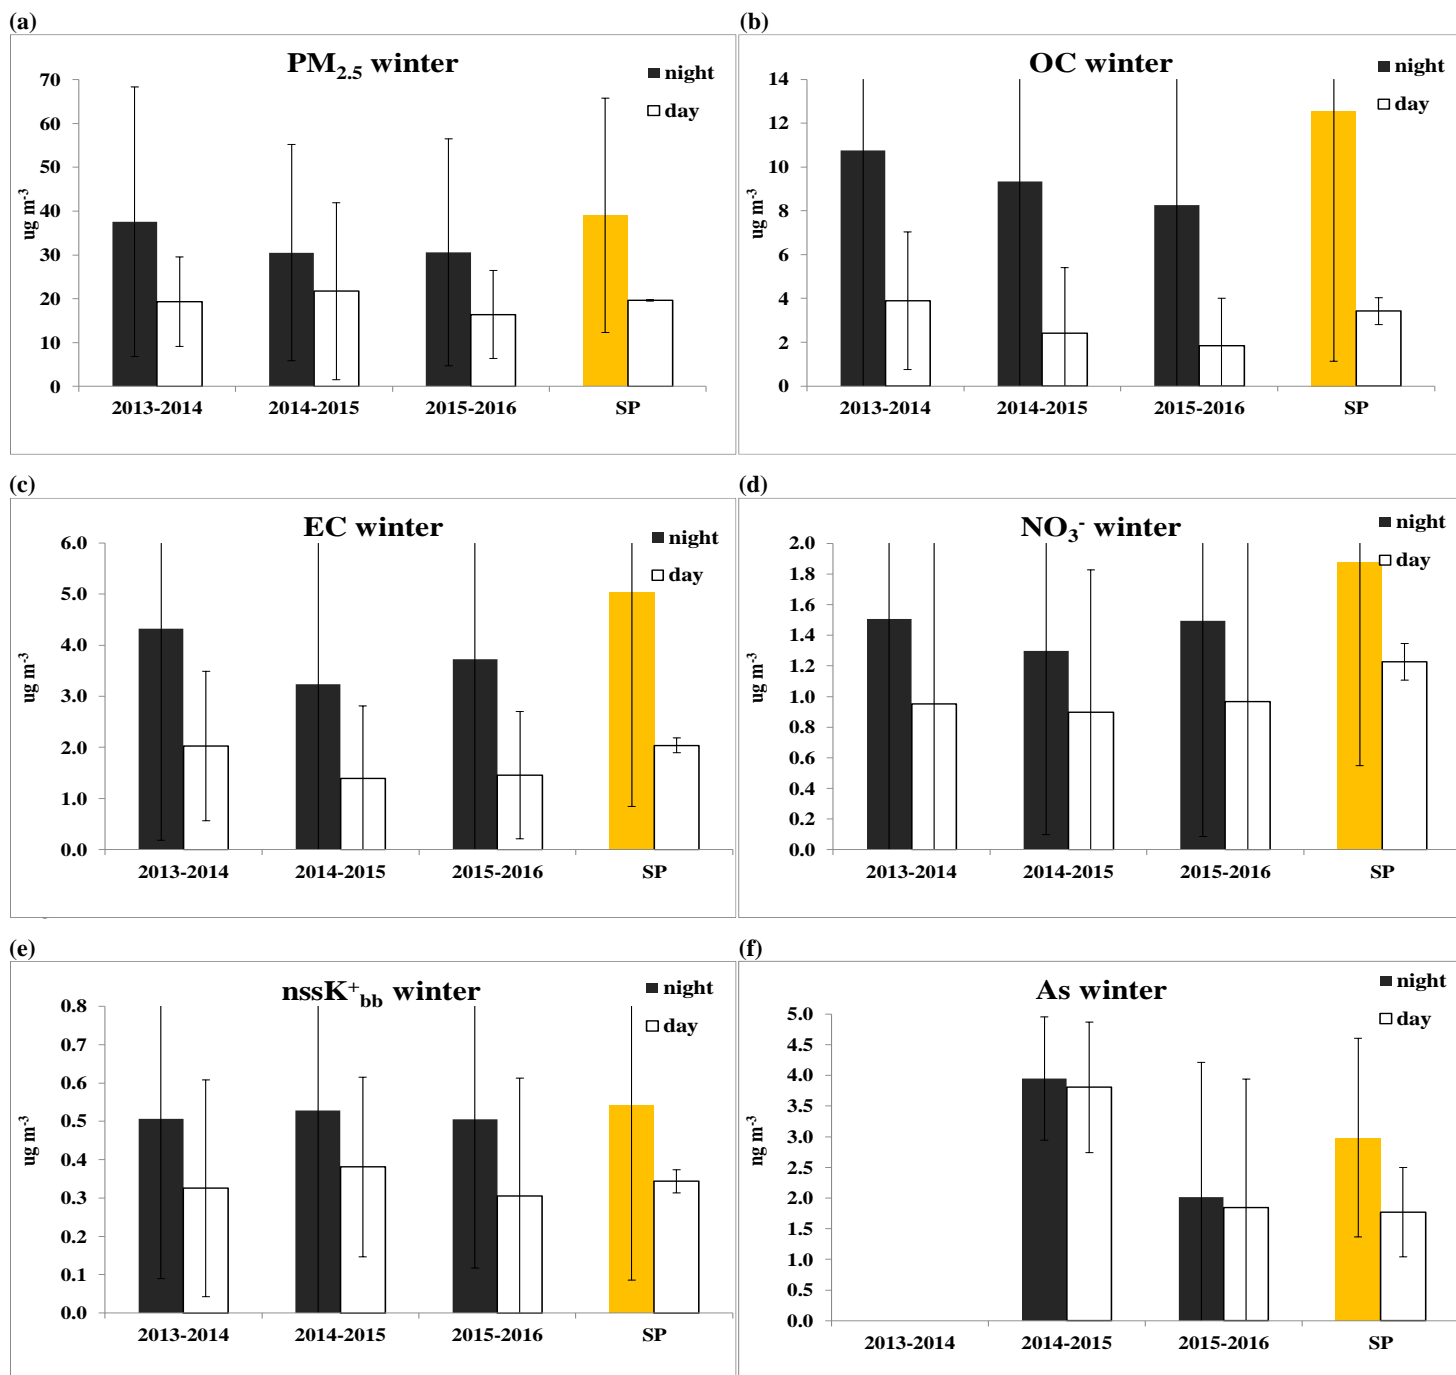 (a)
PM2.5 winter
night
day
70
60
50
40
30
20
10
0
ug m-3
2013-2014 2014-2015 2015-2016 SP
(b)
OC winter
night
day
14
12
10
8
6
4
2
0
ug m-3
2013-2014 2014-2015 2015-2016 SP
(c)
EC winter
night
day
6.0
5.0
4.0
3.0
2.0
1.0
0.0
ug m-3
2013-2014 2014-2015 2015-2016 SP
(d)
NO3- winter
night
day
2.0
1.8
1.6
1.4
1.2
1.0
0.8
0.6
0.4
0.2
0.0
ug m-3
2013-2014 2014-2015 2015-2016 SP
(e)
nssK+bb winter
night
day
0.8
0.7
0.6
0.5
0.4
0.3
0.2
0.1
0.0
ug m-3
2013-2014 2014-2015 2015-2016 SP
(f)
As winter
night
day
5.0
4.5
4.0
3.5
3.0
2.5
2.0
1.5
1.0
0.5
0.0
ng m-3
2013-2014 2014-2015 2015-2016 SP